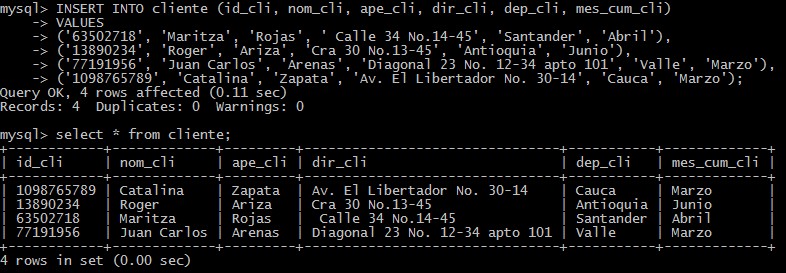 mysql> INSERT INTO cliente (id_cli, nom_cli, ape_cli, dir_cli, dep_cli, mes_cum_cli)
    -> VALUES
    -> ('63502718', 'Maritza', 'Rojas', ' Calle 34 No.14-45', 'Santander', 'Abril'),
    -> ('13890234', 'Roger', 'Ariza', 'Cra 30 No.13-45', 'Antioquia', 'Junio'),
    -> ('77191956', 'Juan Carlos', 'Arenas', 'Diagonal 23 No. 12-34 apto 101', 'Valle', 'Marzo'),
    -> ('1098765789', 'Catalina', 'Zapata', 'Av. El Libertador No. 30-14', 'Cauca', 'Marzo');
Query OK, 4 rows affected (0.11 sec)
Records: 4  Duplicates: 0  Warnings: 0
mysql> select * from cliente;
+------------+-------------+---------+--------------------------------+-----------+-------------+
| id_cli     | nom_cli     | ape_cli | dir_cli                        | dep_cli   | mes_cum_cli |
+------------+-------------+---------+--------------------------------+-----------+-------------+
| 1098765789 | Catalina    | Zapata  | Av. El Libertador No. 30-14    | Cauca     | Marzo       |
| 13890234   | Roger       | Ariza   | Cra 30 No.13-45                | Antioquia | Junio       |
| 63502718   | Maritza     | Rojas   |  Calle 34 No.14-45             | Santander | Abril       |
| 77191956   | Juan Carlos | Arenas  | Diagonal 23 No. 12-34 apto 101 | Valle     | Marzo       |
+------------+-------------+---------+--------------------------------+-----------+-------------+
4 rows in set (0.00 sec)